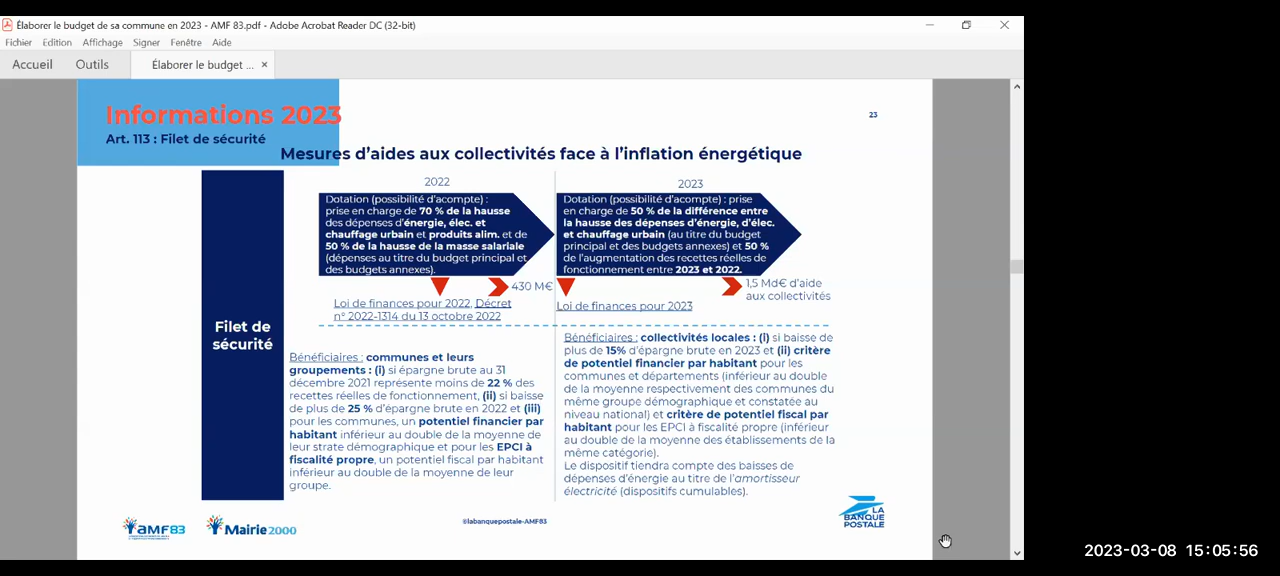 Élaborer le budget de sa commune en 2023 - AMF 83.pdf - Adobe Acrobat Reader DC (32-bit)
Fichier Edition Affichage Signer Fenêtre Aide
Accueil Outils Élaborer le budget ... ×
Informations 2023
23
Art. 113 : Filet de sécurité
Mesures d’aides aux collectivités face à l’inflation énergétique
2022
Dotation (possibilité d’acompte) :
prise en charge de 70 % de la hausse
des dépenses d’énergie, élec. et
chauffage urbain et produits alim. et de
50 % de la hausse de la masse salariale
(dépenses au titre du budget principal et
des budgets annexes).
430 M€
Loi de finances pour 2022, Décret
n° 2022-1314 du 13 octobre 2022
2023
Dotation (possibilité d’acompte) : prise
en charge de 50 % de la différence entre
la hausse des dépenses d’énergie, d’élec.
et chauffage urbain (au titre du budget
principal et des budgets annexes) et 50 %
de l’augmentation des recettes réelles de
fonctionnement entre 2023 et 2022.
1,5 Md€ d’aide
aux collectivités
Loi de finances pour 2023
Filet de
sécurité
Bénéficiaires : communes et leurs
groupements : (i) si épargne brute au 31
décembre 2021 représente moins de 22 % des
recettes réelles de fonctionnement, (ii) si baisse
de plus de 25 % d’épargne brute en 2022 et (iii)
pour les communes, un potentiel financier par
habitant inférieur au double de la moyenne de
leur strate démographique et pour les EPCI à
fiscalité propre, un potentiel fiscal par habitant
inférieur au double de la moyenne de leur
groupe.
Bénéficiaires : collectivités locales : (i) si baisse de
plus de 15% d’épargne brute en 2023 et (ii) critère
de potentiel financier par habitant pour les
communes et départements (inférieur au double
de la moyenne respectivement des communes du
même groupe démographique et constatée au
niveau national) et critère de potentiel fiscal par
habitant pour les EPCI à fiscalité propre (inférieur
au double de la moyenne des établissements de la
même catégorie).
Le dispositif tiendra compte des baisses de
dépenses d’énergie au titre de l’amortisseur
électricité (dispositifs cumulables).
AMF83
Mairie2000
©labanquepostale-AMF83
LA
BANQUE
POSTALE
2023-03-08 15:05:56